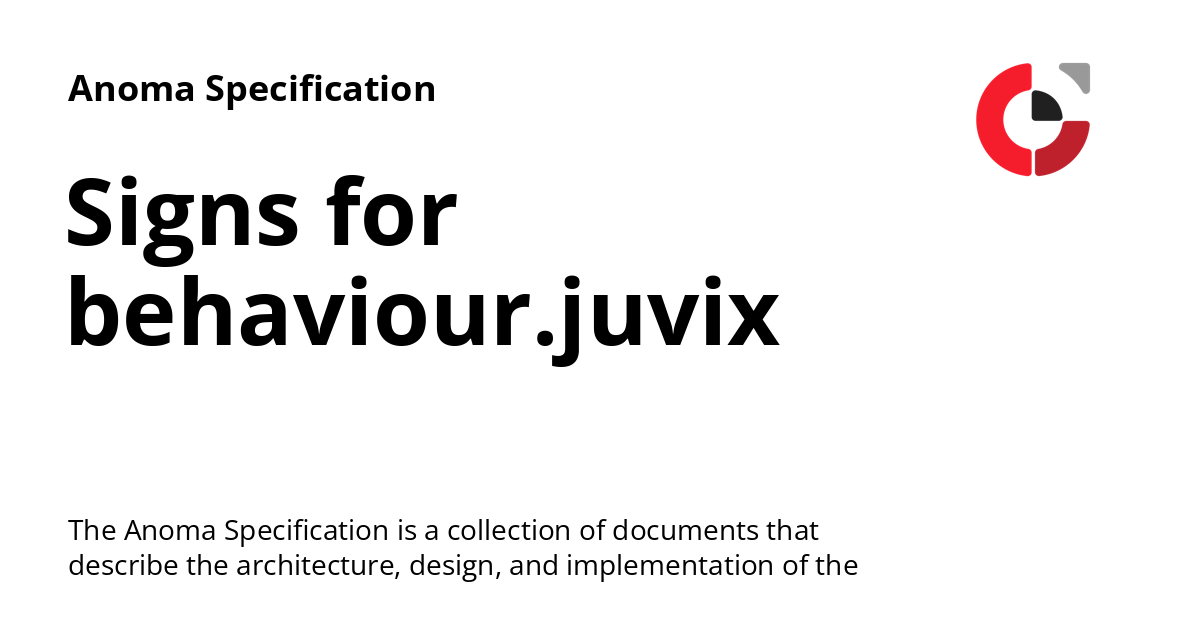 Anoma Specification
Signs for
behaviour.juvix
The Anoma Specification is a collection of documents that
describe the architecture, design, and implementation of the